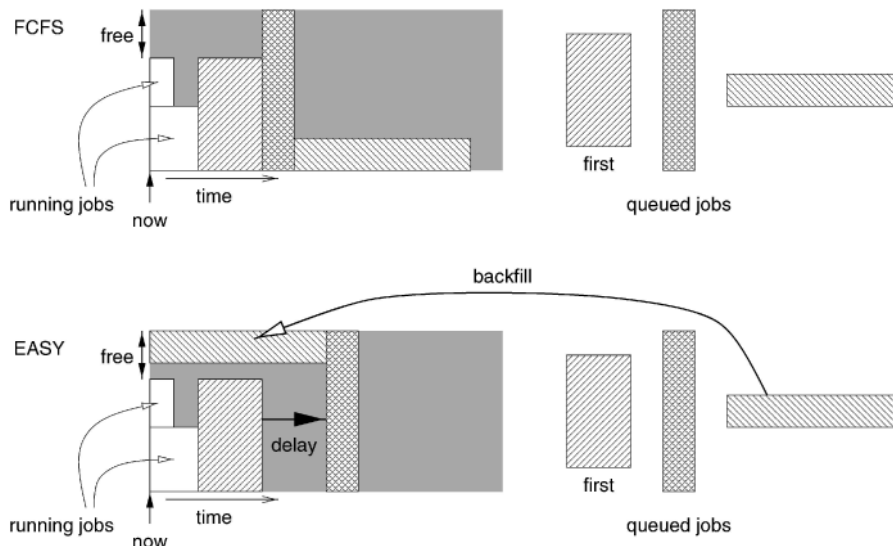 FCFS
free
first
time
running jobs
now
queued jobs
backfill
EASY
free
delay
first
time
running jobs
now
queued jobs